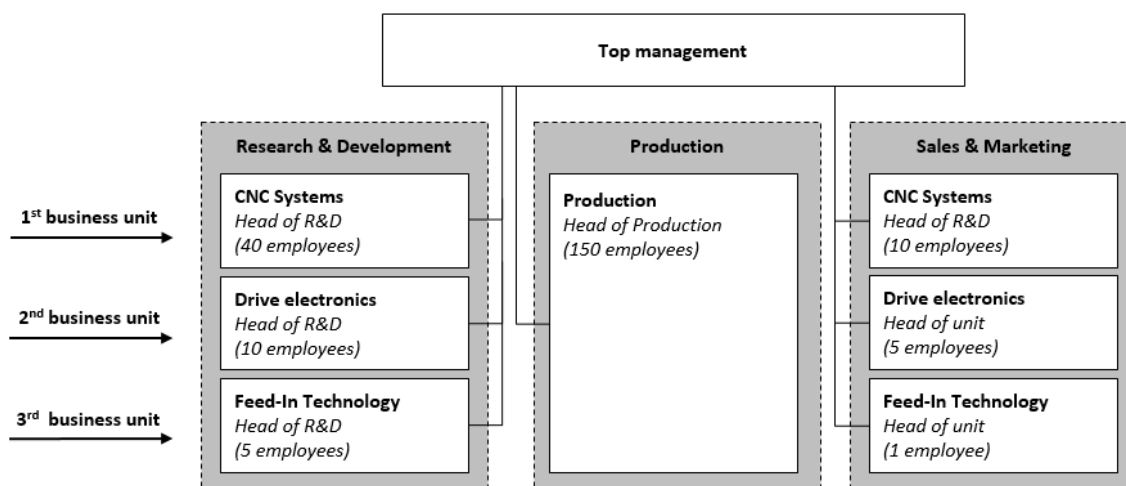 Top management
Research & Development
Production
Sales & Marketing
1st business unit
2nd business unit
3rd  business unit
CNC Systems
Head of R&D
(40 employees)
Drive electronics
Head of R&D
(10 employees)
Feed-In Technology
Head of R&D
(5 employees)
Production
Head of Production
(150 employees)
CNC Systems
Head of R&D
(10 employees)
Drive electronics
Head of unit
(5 employees)
Feed-In Technology
Head of unit
(1 employee)